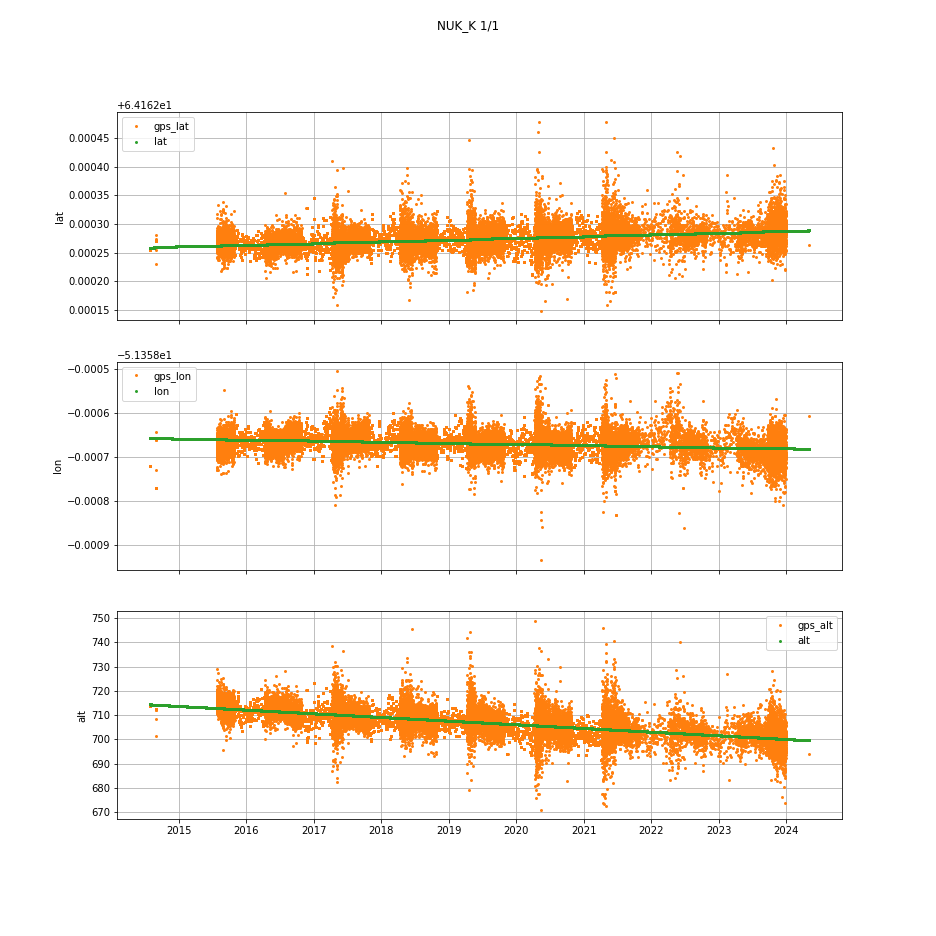 NUK_K 1/1
+6.4162e1
gps_lat
lat
0.00045
0.00040
0.00035
0.00030
0.00025
0.00020
0.00015
lat
−5.1358e1
gps_lon
lon
−0.0005
−0.0006
−0.0007
−0.0008
−0.0009
lon
gps_alt
alt
750
740
730
720
710
700
690
680
670
alt
2015 2016 2017 2018 2019 2020 2021 2022 2023 2024